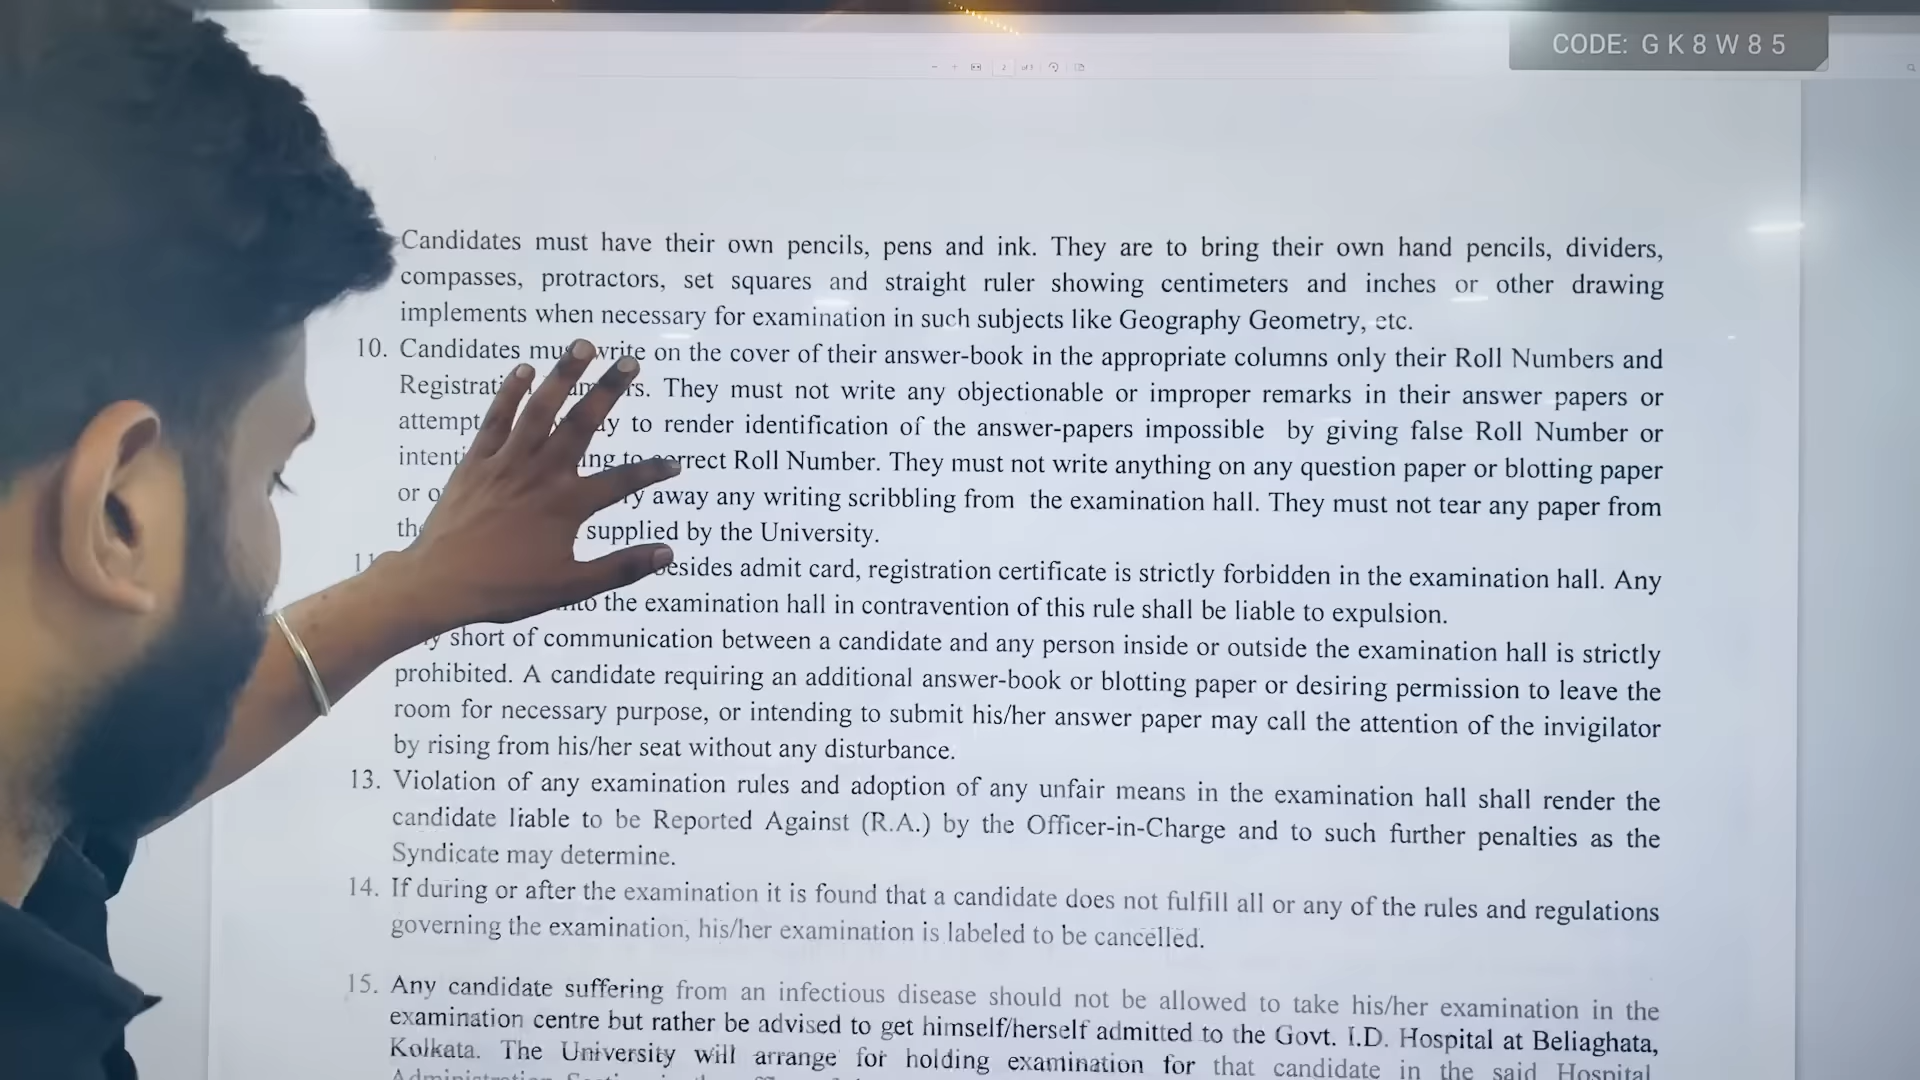 CODE: GK8W85
2 of 3
Candidates must have their own pencils, pens and ink. They are to bring their own hand pencils, dividers,
compasses, protractors, set squares and straight ruler showing centimeters and inches or other drawing
implements when necessary for examination in such subjects like Geography Geometry, etc.
10. Candidates write on the cover of their answer-book in the appropriate columns only their Roll Numbers and
They must not write any objectionable or improper remarks in their answer papers or
attempt to render identification of the answer-papers impossible by giving false Roll Number or
to correct Roll Number. They must not write anything on any question paper or blotting paper
or away any writing scribbling from the examination hall. They must not tear any paper from
supplied by the University.
besides admit card, registration certificate is strictly forbidden in the examination hall. Any
the examination hall in contravention of this rule shall be liable to expulsion.
short of communication between a candidate and any person inside or outside the examination hall is strictly
prohibited. A candidate requiring an additional answer-book or blotting paper or desiring permission to leave the
room for necessary purpose, or intending to submit his/her answer paper may call the attention of the invigilator
by rising from his/her seat without any disturbance.
13. Violation of any examination rules and adoption of any unfair means in the examination hall shall render the
candidate liable to be Reported Against (R.A.) by the Officer-in-Charge and to such further penalties as the
Syndicate may determine.
14. If during or after the examination it is found that a candidate does not fulfill all or any of the rules and regulations
governing the examination, his/her examination is labeled to be cancelled.
15. Any candidate suffering from an infectious disease should not be allowed to take his/her examination in the
examination centre but rather be advised to get himself/herself admitted to the Govt. I.D. Hospital at Beliaghata,
Kolkata. The University will arrange for holding examination for that candidate in the said Hospital